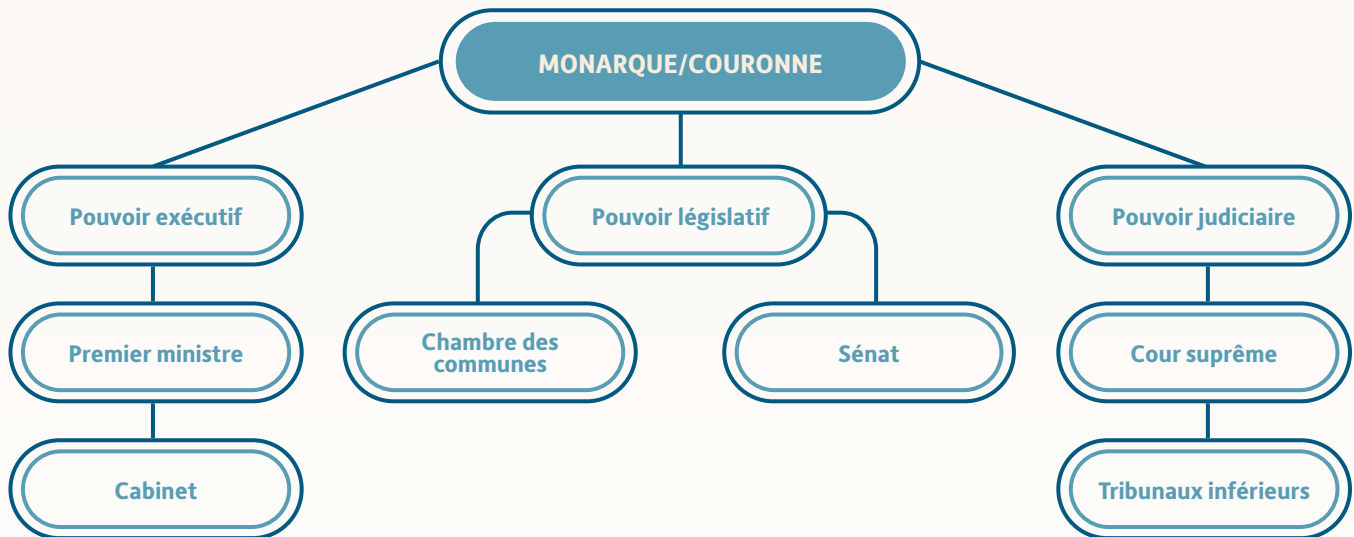 MONARQUE/COURONNE
Pouvoir exécutif
Pouvoir législatif
Pouvoir judiciaire
Premier ministre
Chambre des
communes
Sénat
Cour suprême
Cabinet
Tribunaux inférieurs